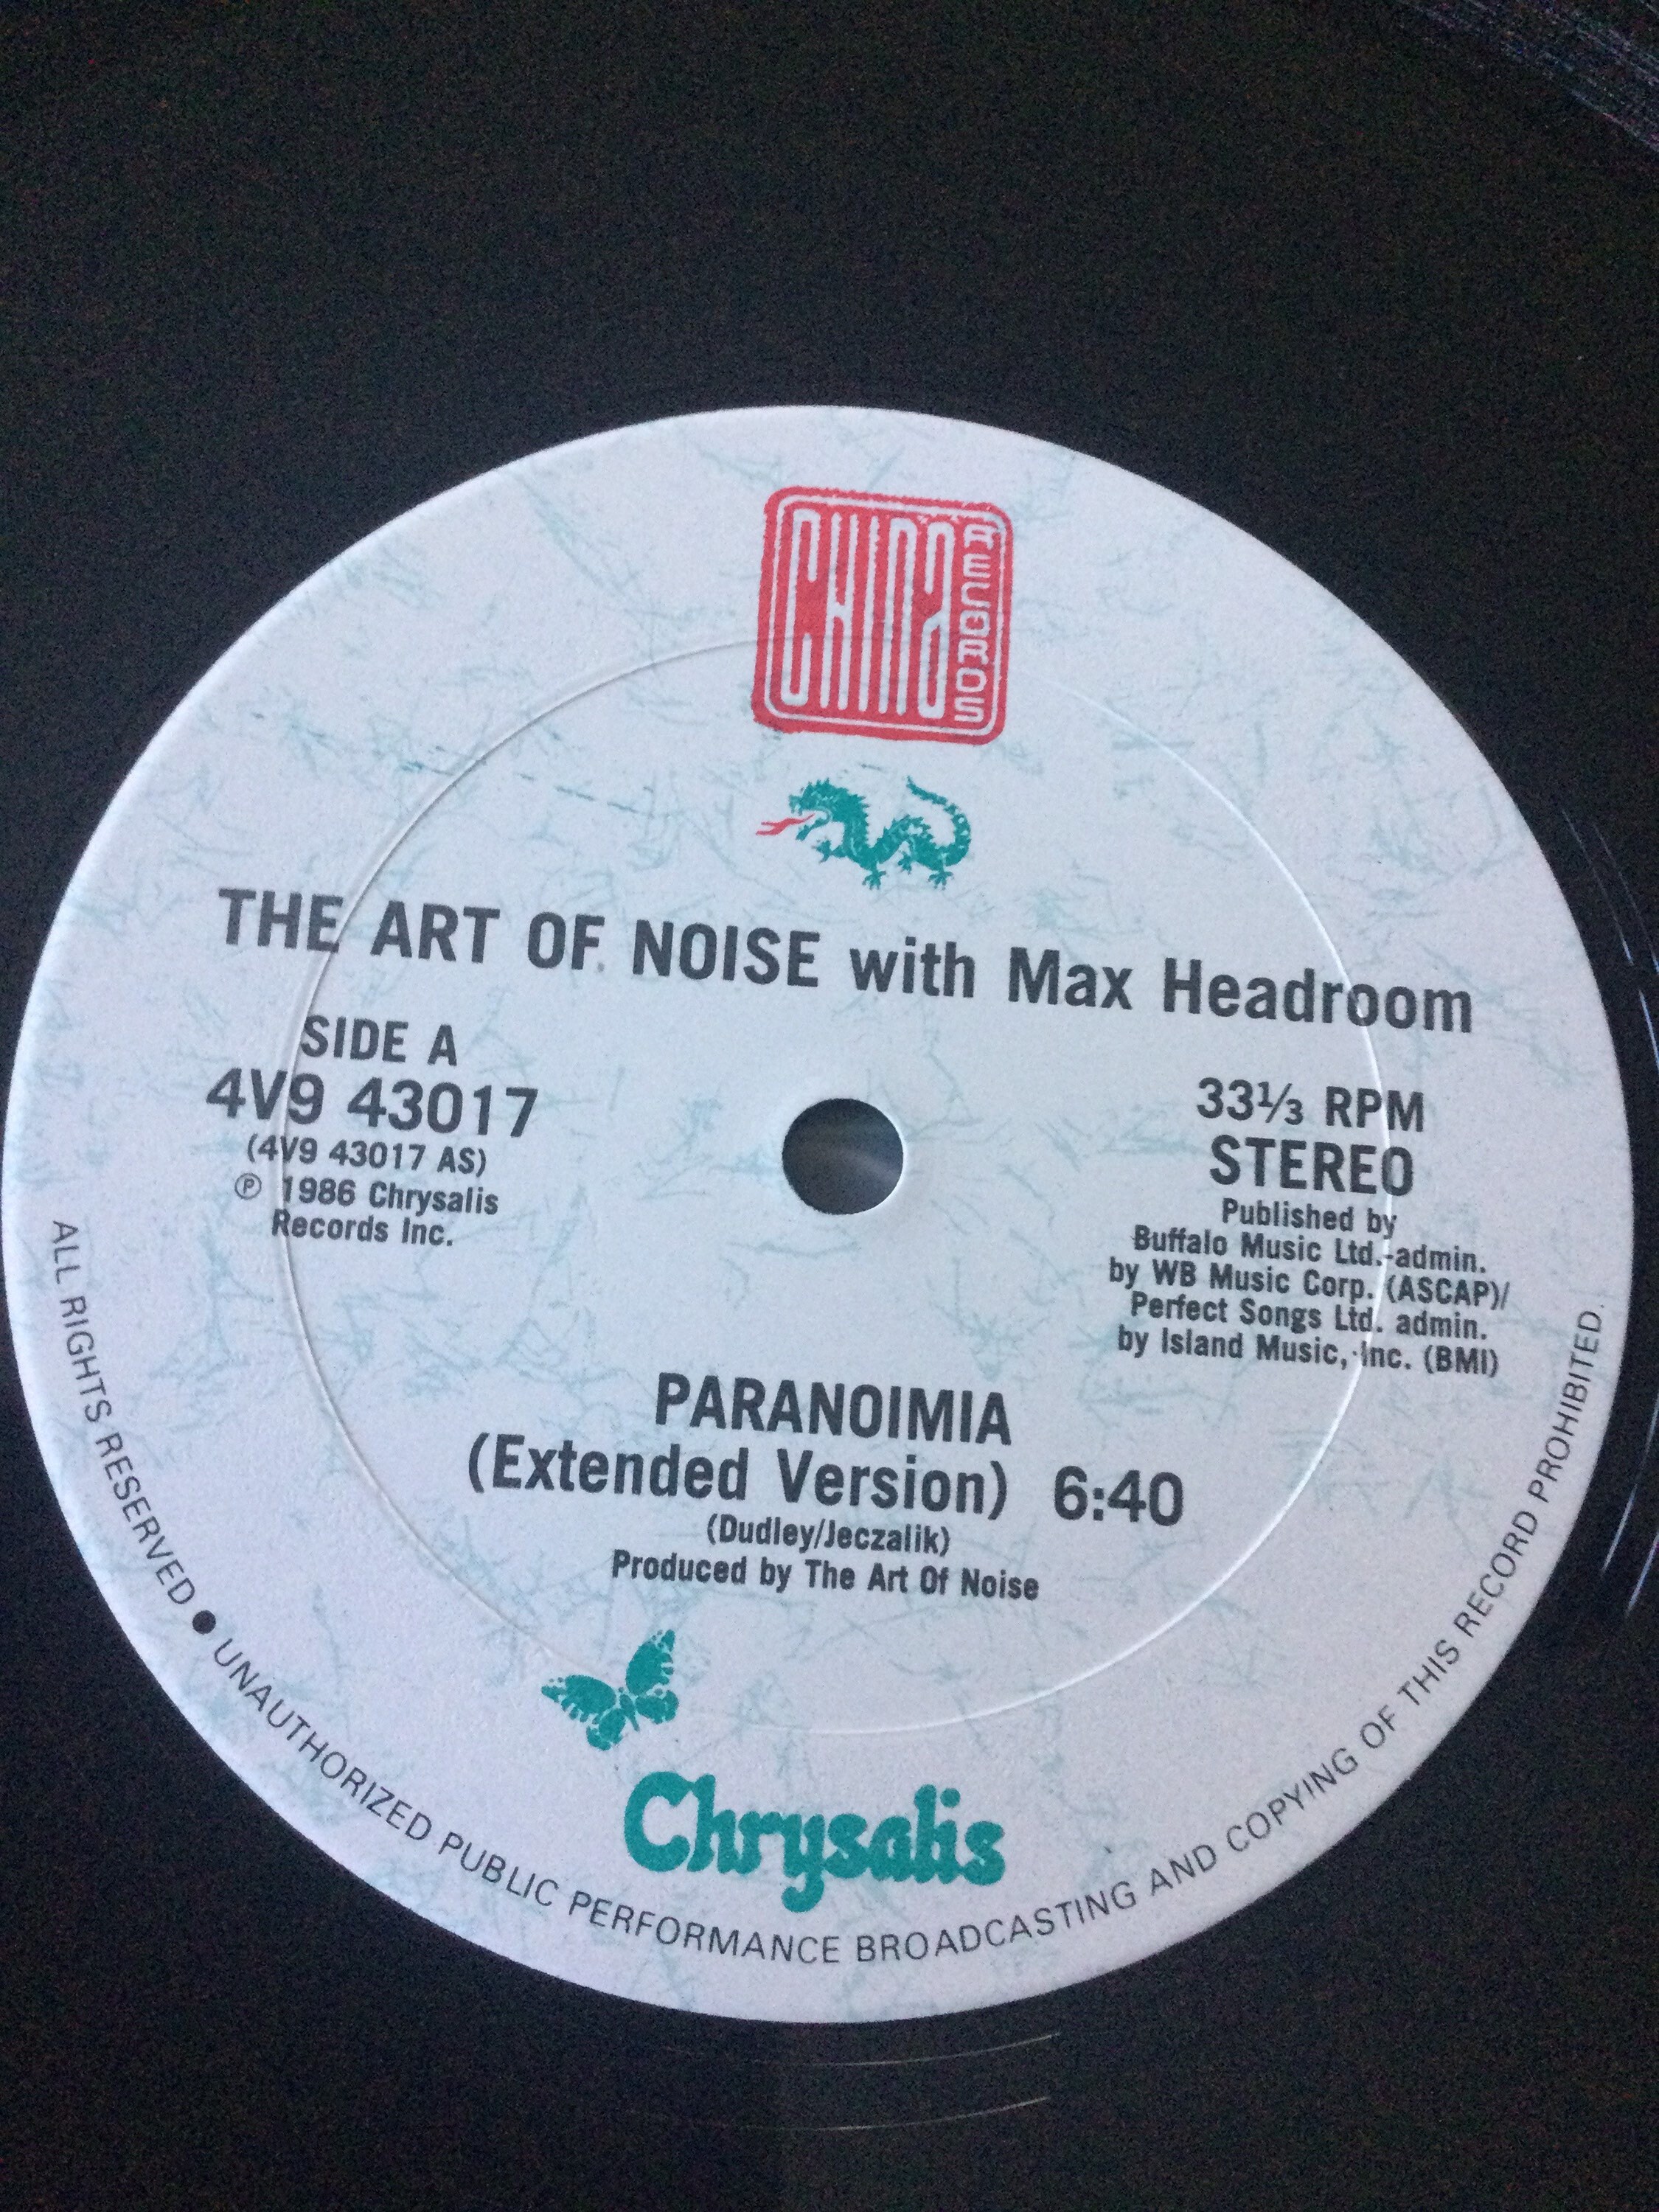 CHINA
RECORDS
THE ART OF NOISE with Max Headroom
SIDE A
4V9 43017
(4V9 43017 AS)
℗ 1986 Chrysalis
Records Inc.
33⅓ RPM
STEREO
Published by
Buffalo Music Ltd.-admin.
by WB Music Corp. (ASCAP)/
Perfect Songs Ltd. admin.
by Island Music, Inc. (BMI)
PARANOIMIA
(Extended Version) 6:40
(Dudley/Jeczalik)
Produced by The Art Of Noise
Chrysalis
ALL RIGHTS RESERVED ● UNAUTHORIZED PUBLIC PERFORMANCE BROADCASTING AND COPYING OF THIS RECORD PROHIBITED.